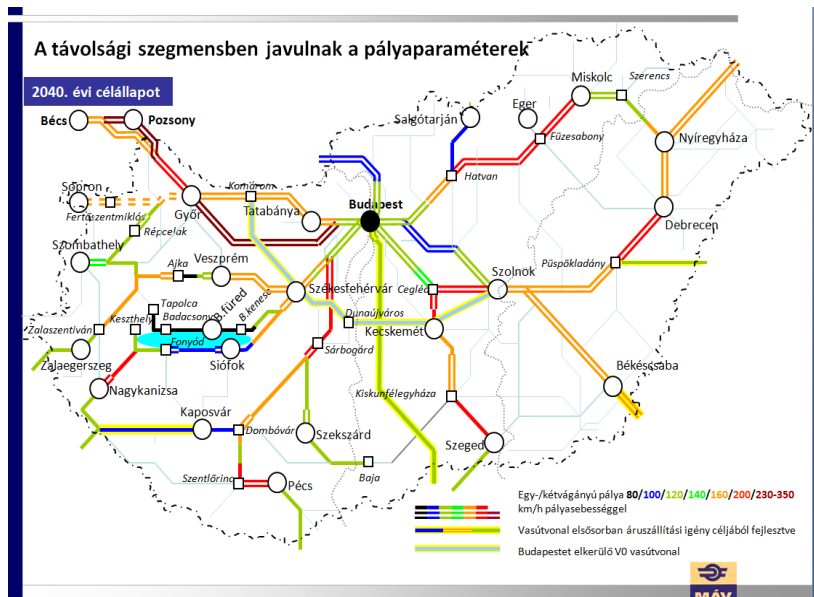 A távolsági szegmensben javulnak a pályaparaméterek
2040. évi célállapot
Bécs
Pozsony
Sopron
Fertőszentmiklós
Győr
Komárom
Tatabánya
Budapest
Salgótarján
Hatvan
Eger
Füzesabony
Miskolc
Szerencs
Nyíregyháza
Debrecen
Püspökladány
Répcelak
Szombathely
Ajka
Veszprém
Székesfehérvár
Cegléd
Szolnok
Tapolca
Badacsony
B.füred
B.kenese
Keszthely
Zalaszentiván
Fonyód
Siófok
Dunaújváros
Kecskemét
Zalaegerszeg
Sárbogárd
Nagykanizsa
Kiskunfélegyháza
Békéscsaba
Kaposvár
Dombóvár
Szekszárd
Szeged
Baja
Szentlőrinc
Pécs
Egy-/kétvágányú pálya 80/100/120/140/160/200/230-350
km/h pályasebességgel
Vasútvonal elsősorban áruszállítási igény céljából fejlesztve
Budapestet elkerülő V0 vasútvonal
MÁV